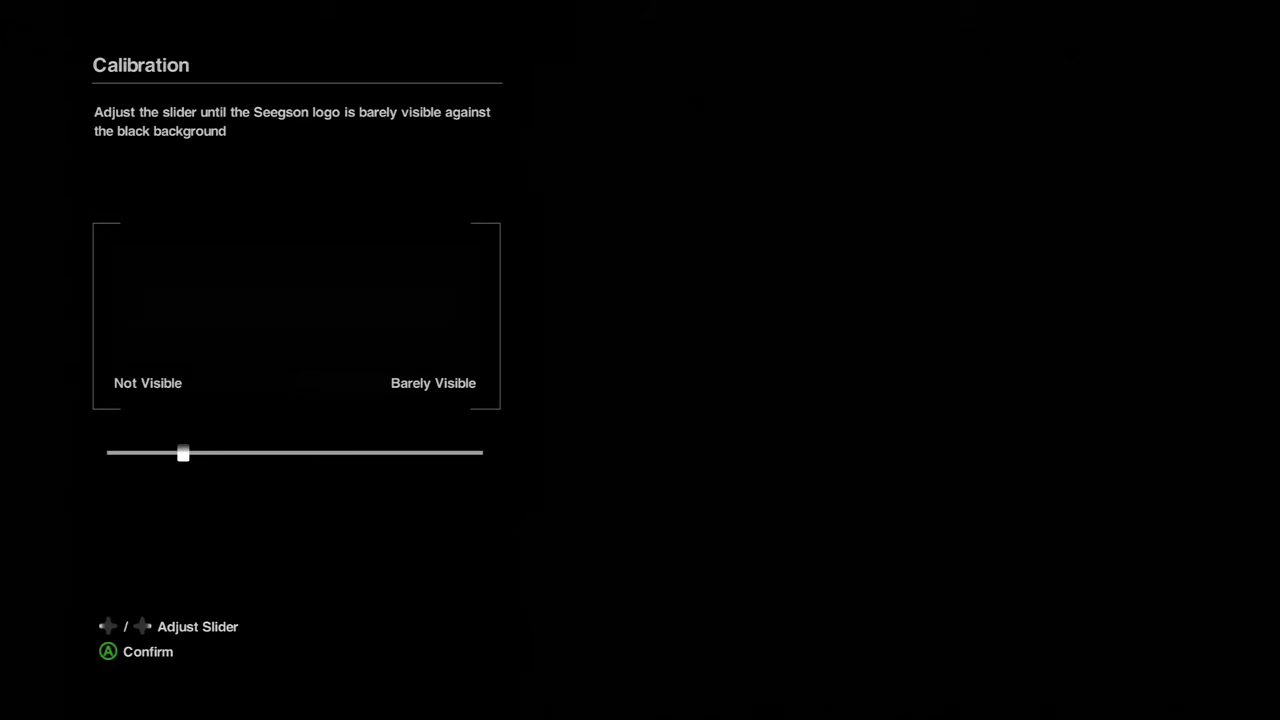 Calibration
Adjust the slider until the Seegson logo is barely visible against
the black background
Not Visible
Barely Visible
/ Adjust Slider
A Confirm